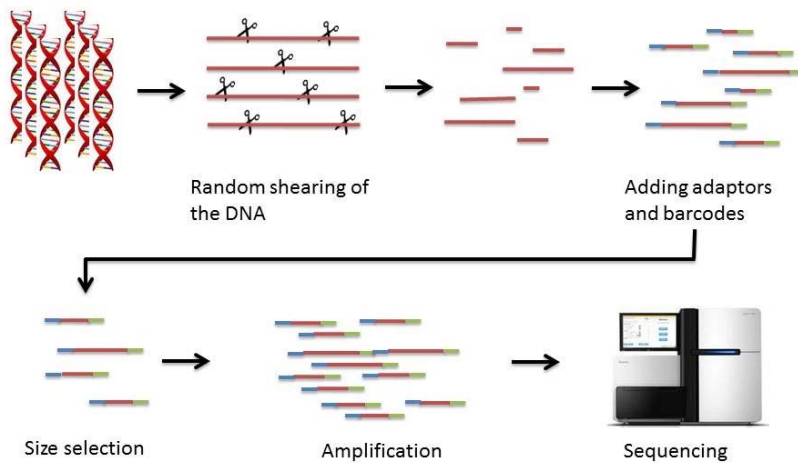 Random shearing of
the DNA
Adding adaptors
and barcodes
Size selection
Amplification
Sequencing